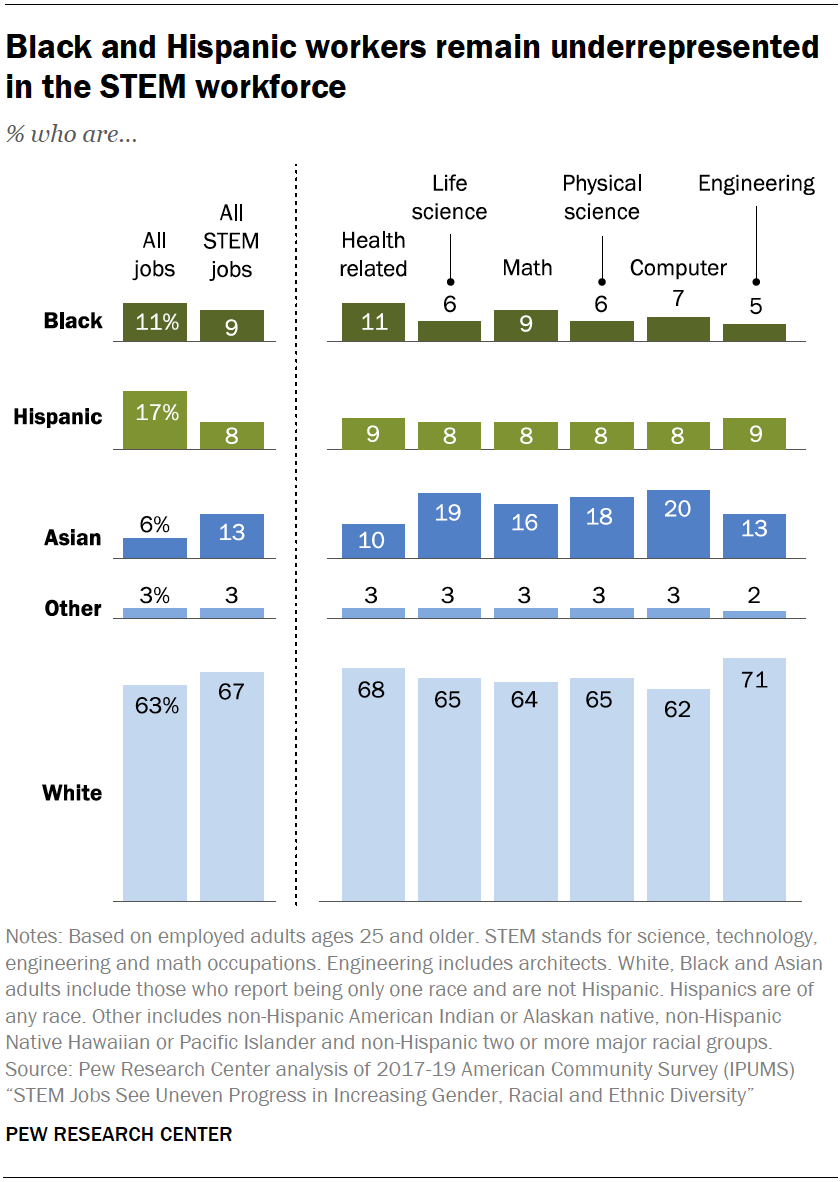 Black and Hispanic workers remain underrepresented
in the STEM workforce
% who are...
All
jobs
All
STEM
jobs
Health
related
Life
science
Math
Physical
science
Computer
Engineering
Black
11%
9
11
6
9
6
7
5
Hispanic
17%
8
9
8
8
8
8
9
Asian
6%
13
10
19
16
18
20
13
Other
3%
3
3
3
3
3
3
2
White
63%
67
68
65
64
65
62
71
Notes: Based on employed adults ages 25 and older. STEM stands for science, technology,
engineering and math occupations. Engineering includes architects. White, Black and Asian
adults include those who report being only one race and are not Hispanic. Hispanics are of
any race. Other includes non-Hispanic American Indian or Alaskan native, non-Hispanic
Native Hawaiian or Pacific Islander and non-Hispanic two or more major racial groups.
Source: Pew Research Center analysis of 2017-19 American Community Survey (IPUMS)
“STEM Jobs See Uneven Progress in Increasing Gender, Racial and Ethnic Diversity”
PEW RESEARCH CENTER